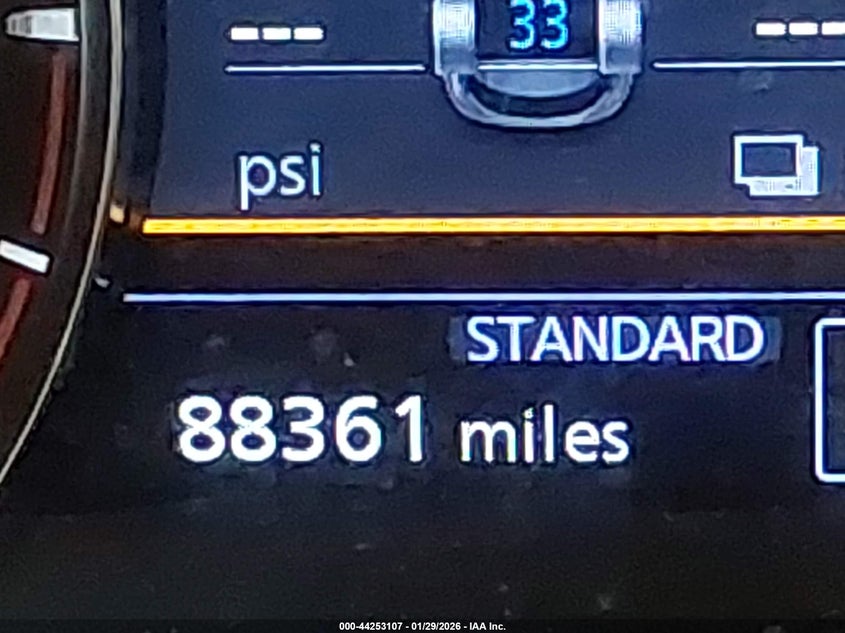 --- 33 ---
psi
STANDARD
88361 miles
000-44253107 - 01/29/2026 - IAA Inc.